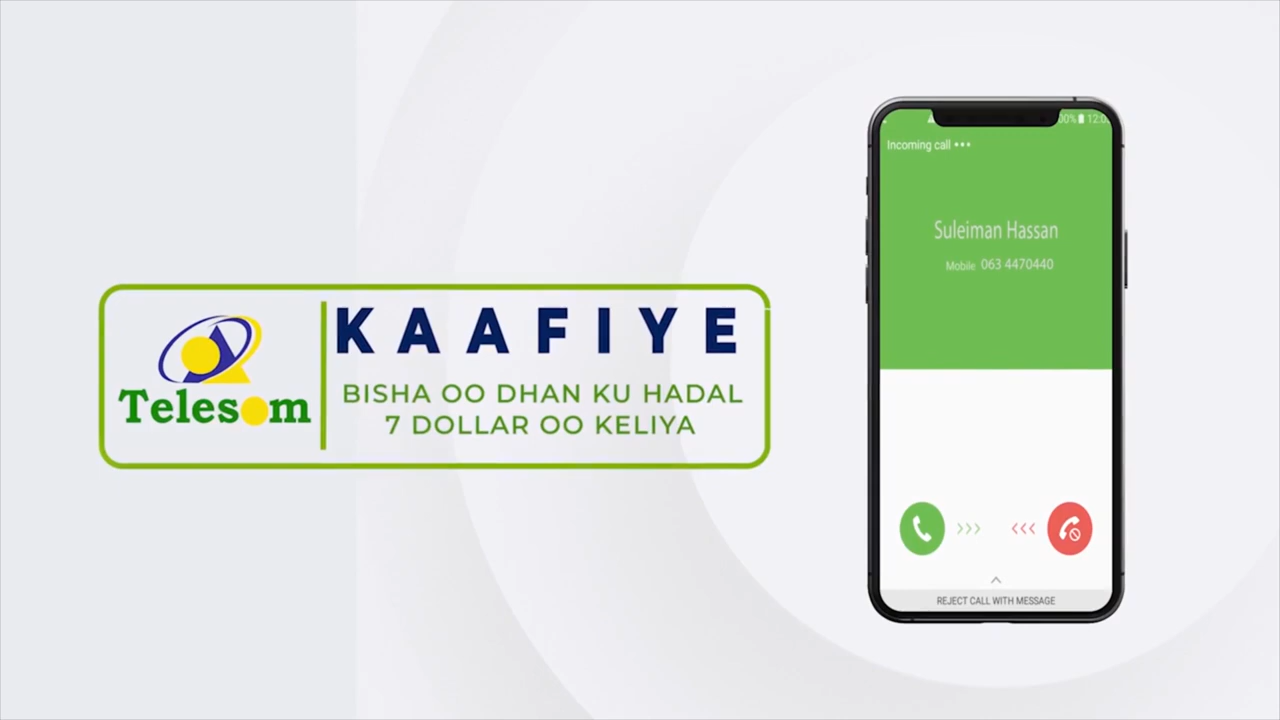 Telesom
KAAFIYE
BISHA OO DHAN KU HADAL
7 DOLLAR OO KELIYA
Incoming call •••
Suleiman Hassan
Mobile 063 4470440
REJECT CALL WITH MESSAGE